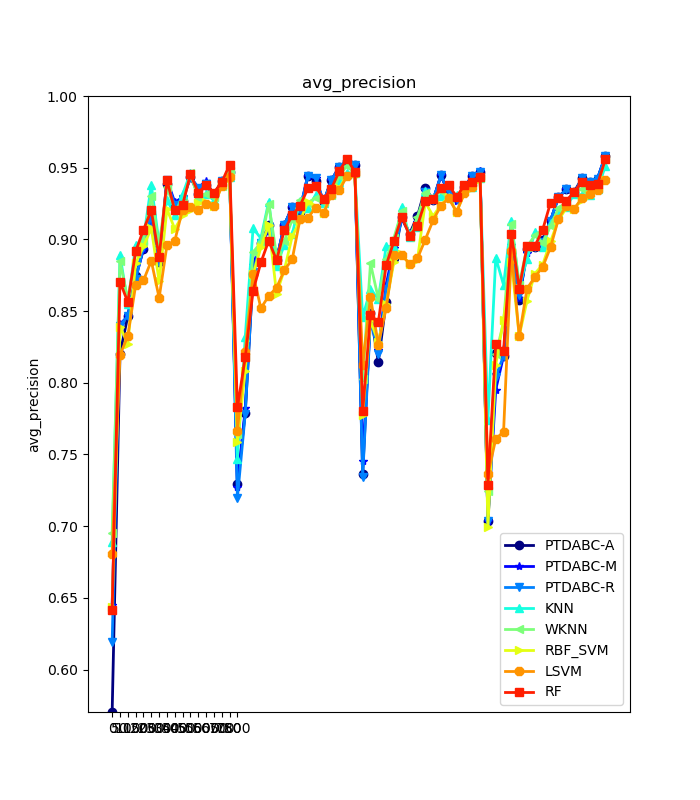 avg_precision
1.00
0.95
0.90
0.85
0.80
0.75
0.70
0.65
0.60
avg_precision
PTDABC-A
PTDABC-M
PTDABC-R
KNN
WKNN
RBF_SVM
LSVM
RF